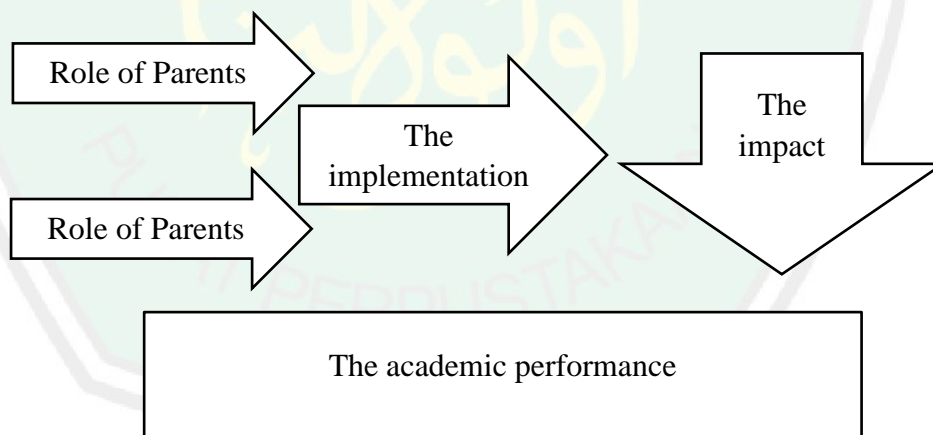 Role of Parents
The
implementation
The
impact
Role of Parents
The academic performance